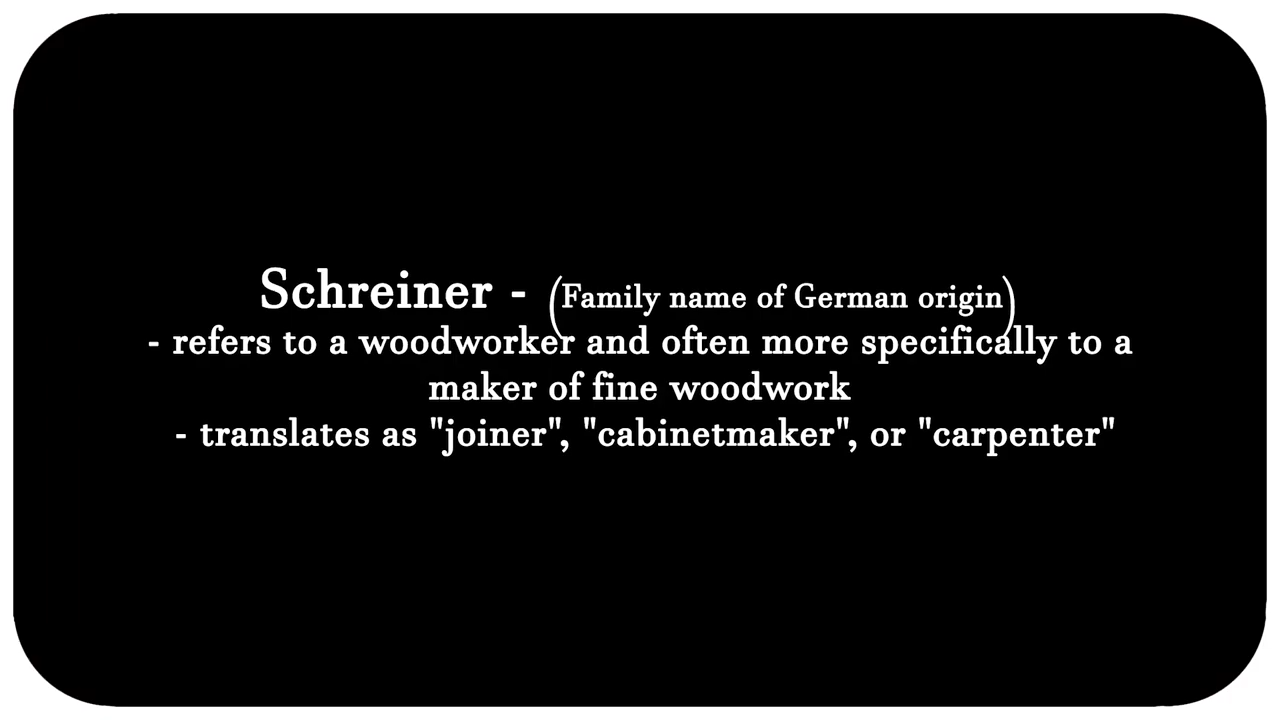 Schreiner - (Family name of German origin)
- refers to a woodworker and often more specifically to a
maker of fine woodwork
- translates as "joiner", "cabinetmaker", or "carpenter"